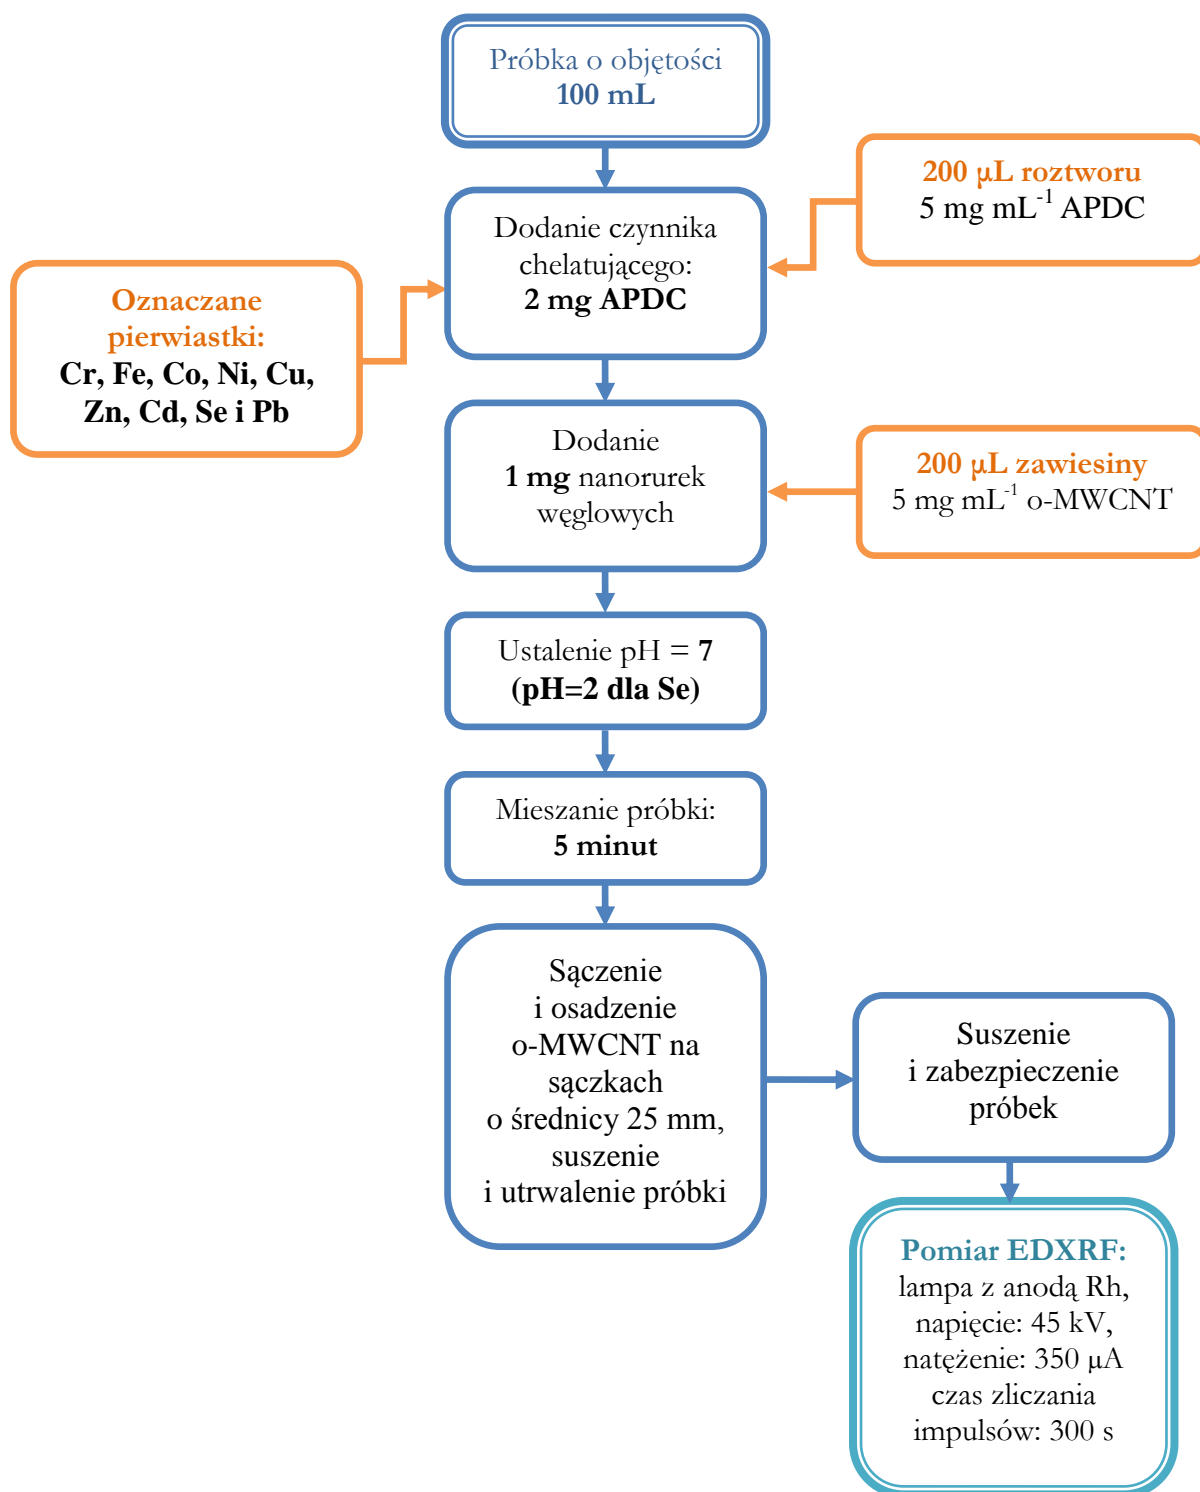 Próbka o objętości
100 mL
200 µL roztworu
5 mg mL⁻¹ APDC
Dodanie czynnika
chelatującego:
2 mg APDC
Oznaczane
pierwiastki:
Cr, Fe, Co, Ni, Cu,
Zn, Cd, Se i Pb
Dodanie
1 mg nanorurek
węglowych
200 µL zawiesiny
5 mg mL⁻¹ o-MWCNT
Ustalenie pH = 7
(pH=2 dla Se)
Mieszanie próbki:
5 minut
Sączenie
i osadzenie
o-MWCNT na
sączkach
o średnicy 25 mm,
suszenie
i utrwalenie próbki
Suszenie
i zabezpieczenie
próbek
Pomiar EDXRF:
lampa z anodą Rh,
napięcie: 45 kV,
natężenie: 350 µA
czas zliczania
impulsów: 300 s